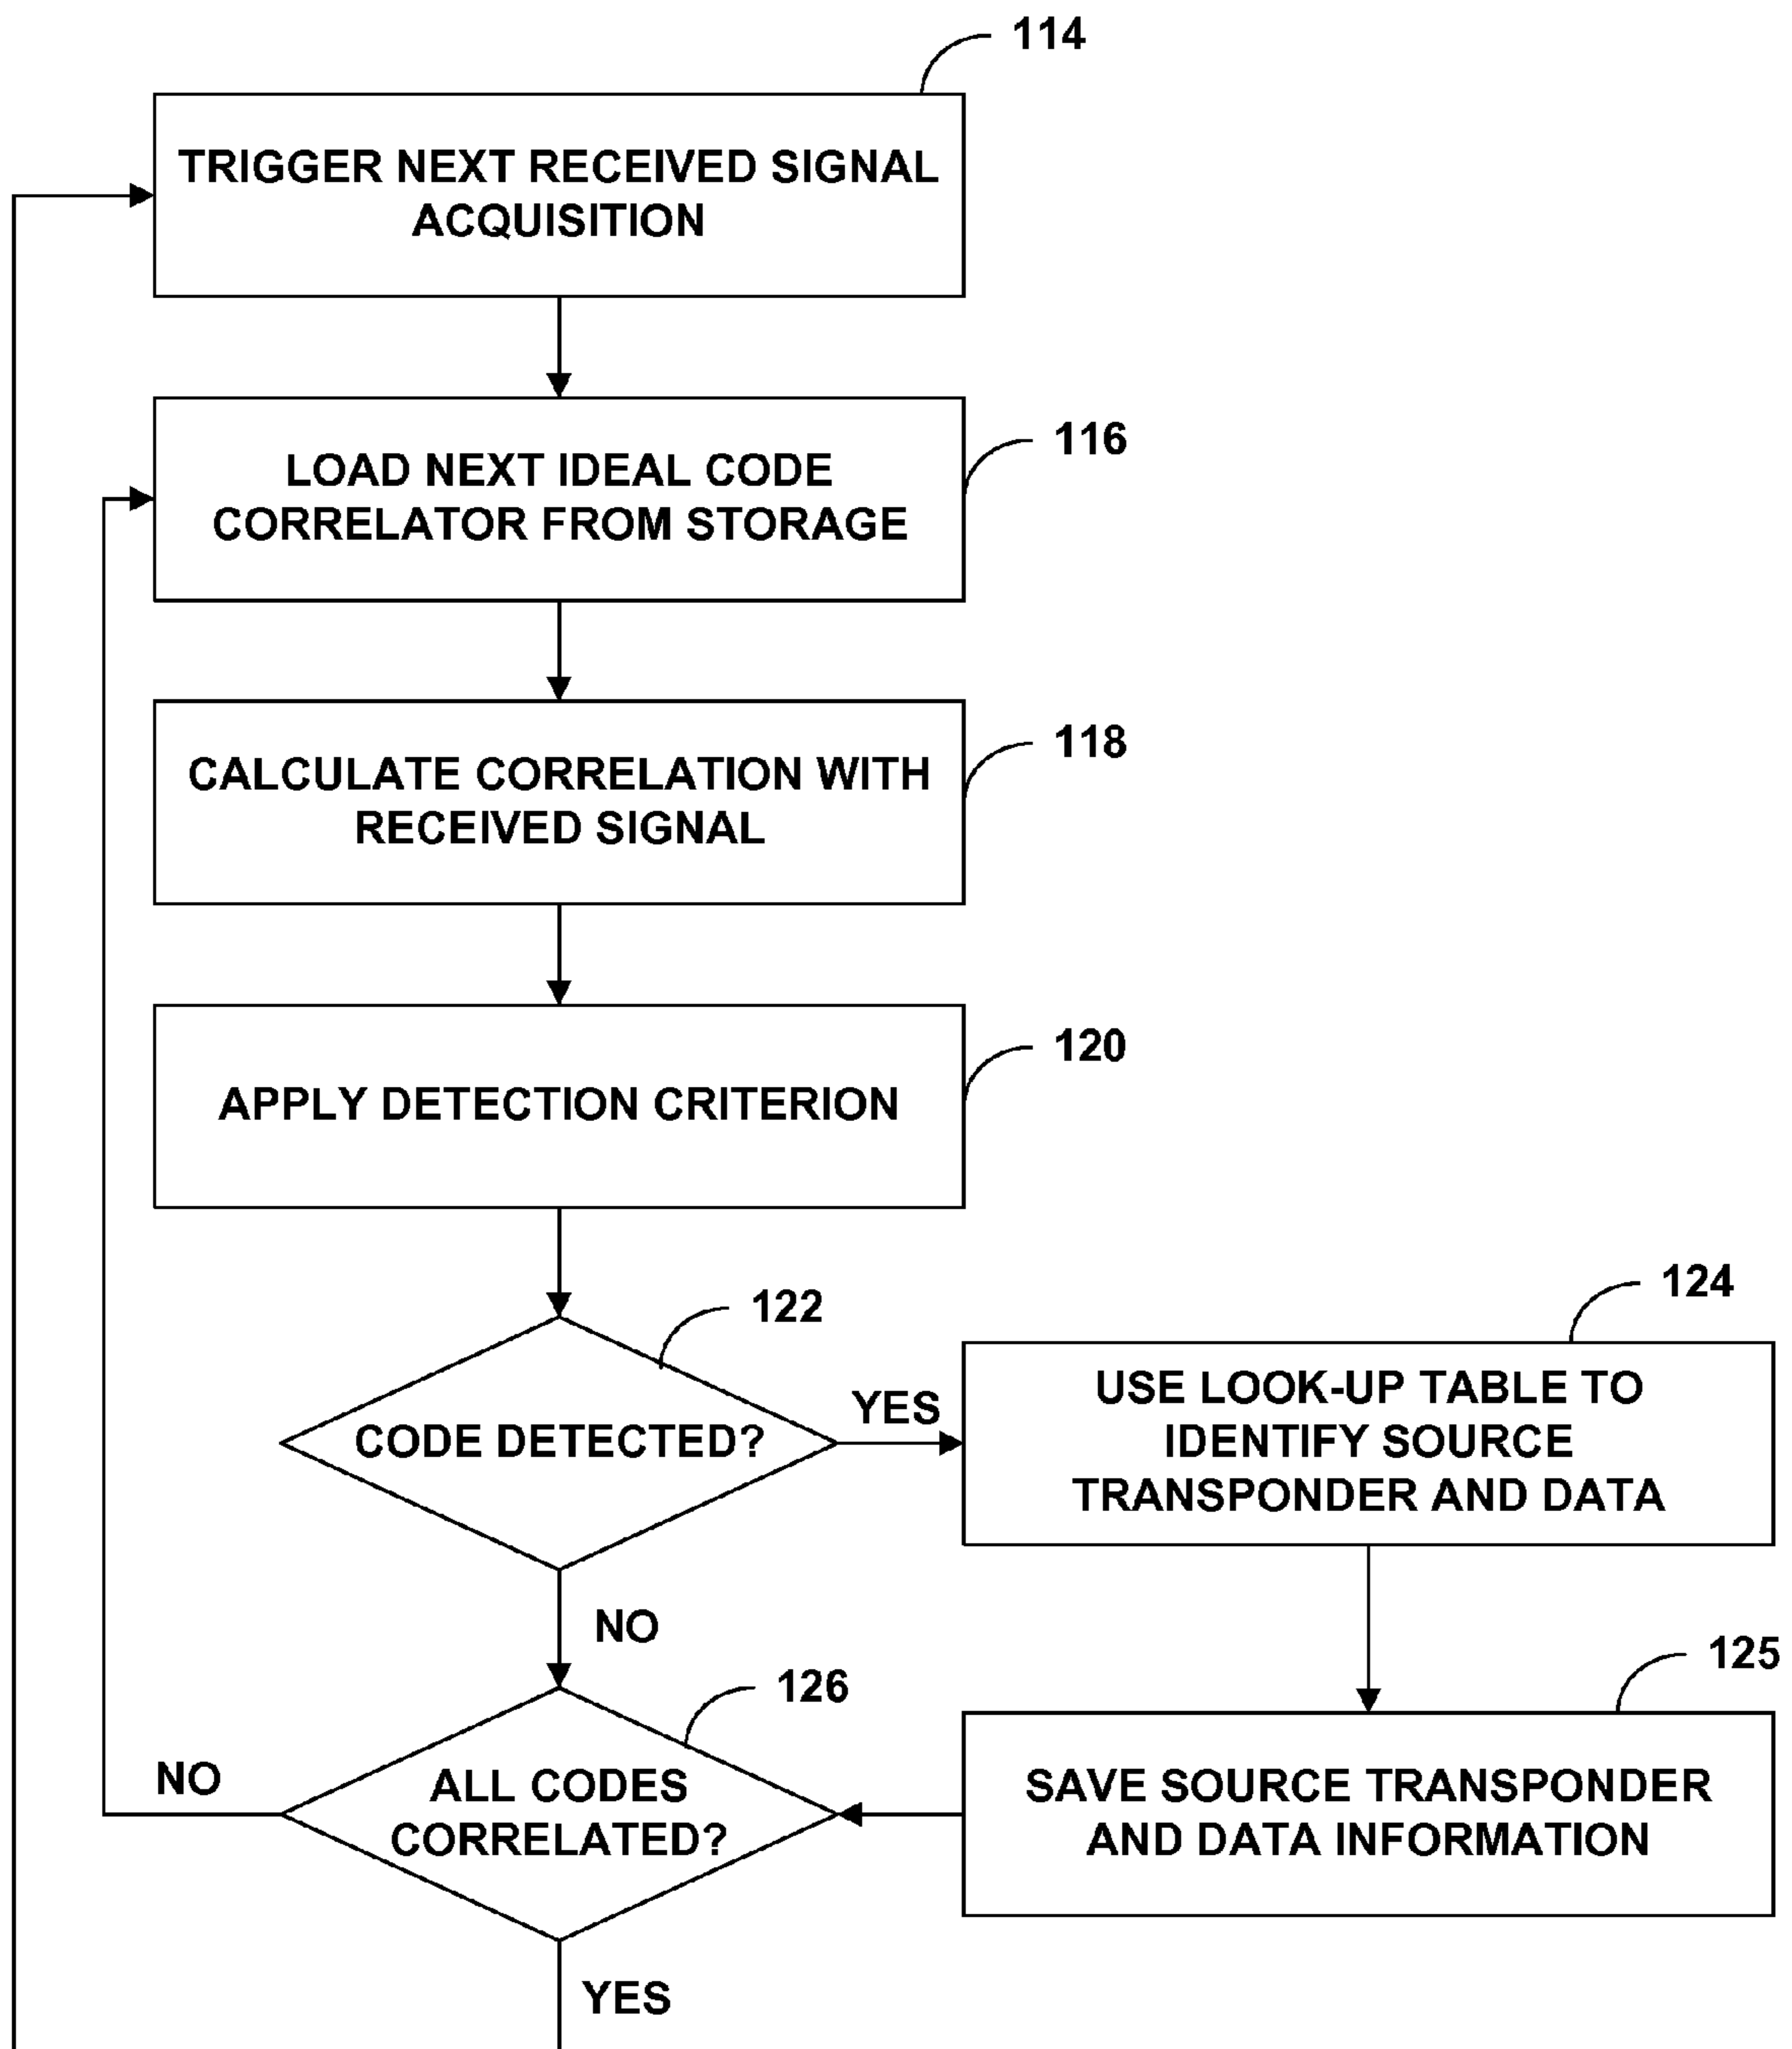 114
TRIGGER NEXT RECEIVED SIGNAL
ACQUISITION
116
LOAD NEXT IDEAL CODE
CORRELATOR FROM STORAGE
118
CALCULATE CORRELATION WITH
RECEIVED SIGNAL
120
APPLY DETECTION CRITERION
122
CODE DETECTED?
YES
124
USE LOOK-UP TABLE TO
IDENTIFY SOURCE
TRANSPONDER AND DATA
NO
125
SAVE SOURCE TRANSPONDER
AND DATA INFORMATION
126
ALL CODES
CORRELATED?
NO
YES